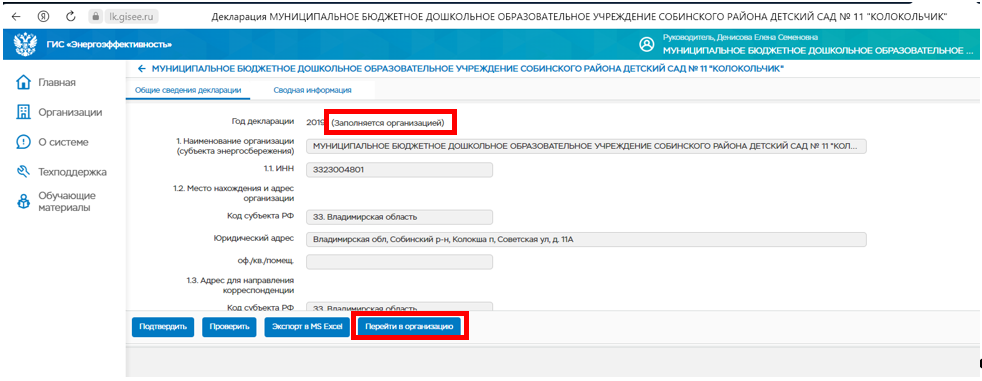 lk.gisee.ru Декларация МУНИЦИПАЛЬНОЕ БЮДЖЕТНОЕ ДОШКОЛЬНОЕ ОБРАЗОВАТЕЛЬНОЕ УЧРЕЖДЕНИЕ СОБИНСКОГО РАЙОНА ДЕТСКИЙ САД № 11 "КОЛОКОЛЬЧИК"
ГИС «Энергоэффективность»
Руководитель, Денисова Елена Семеновна
МУНИЦИПАЛЬНОЕ БЮДЖЕТНОЕ ДОШКОЛЬНОЕ ОБРАЗОВАТЕЛЬНОЕ ...
Главная
Организации
О системе
Техподдержка
Обучающие
материалы
МУНИЦИПАЛЬНОЕ БЮДЖЕТНОЕ ДОШКОЛЬНОЕ ОБРАЗОВАТЕЛЬНОЕ УЧРЕЖДЕНИЕ СОБИНСКОГО РАЙОНА ДЕТСКИЙ САД № 11 "КОЛОКОЛЬЧИК"
Общие сведения декларации Сводная информация
Год декларации 2019 (Заполняется организацией)
1. Наименование организации
(субъекта энергосбережения)
МУНИЦИПАЛЬНОЕ БЮДЖЕТНОЕ ДОШКОЛЬНОЕ ОБРАЗОВАТЕЛЬНОЕ УЧРЕЖДЕНИЕ СОБИНСКОГО РАЙОНА ДЕТСКИЙ САД № 11 "КОЛ...
1.1. ИНН 3323004801
1.2. Место нахождения и адрес
организации
Код субъекта РФ 33. Владимирская область
Юридический адрес Владимирская обл, Собинский р-н, Колокша п, Советская ул, д. 11А
оф./кв./помещ.
1.3. Адрес для направления
корреспонденции
Код субъекта РФ 33. Владимирская область
Подтвердить Проверить Экспорт в MS Excel Перейти в организацию